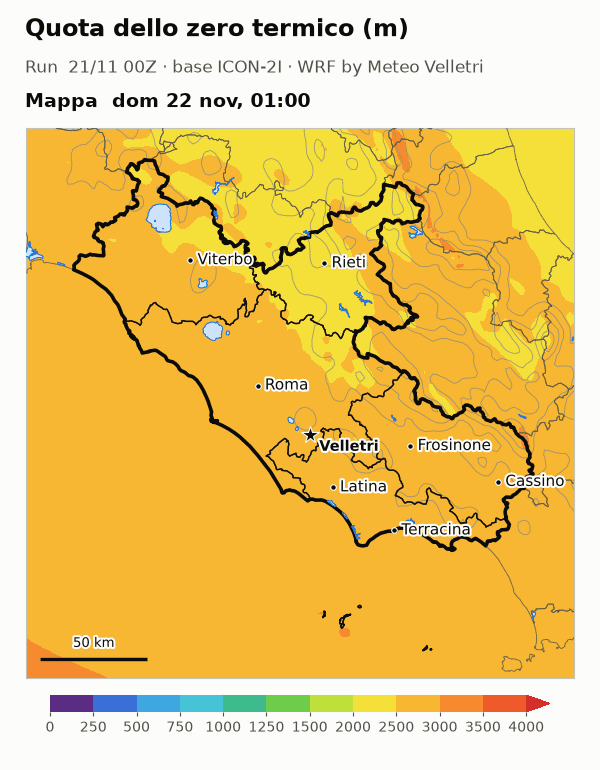 Quota dello zero termico (m)
Run  21/11 00Z · base ICON-2I · WRF by Meteo Velletri
Mappa  dom 22 nov, 01:00
Viterbo
Rieti
Roma
Velletri
Frosinone
Cassino
Latina
Terracina
50 km
0 250 500 750 1000 1250 1500 2000 2500 3000 3500 4000